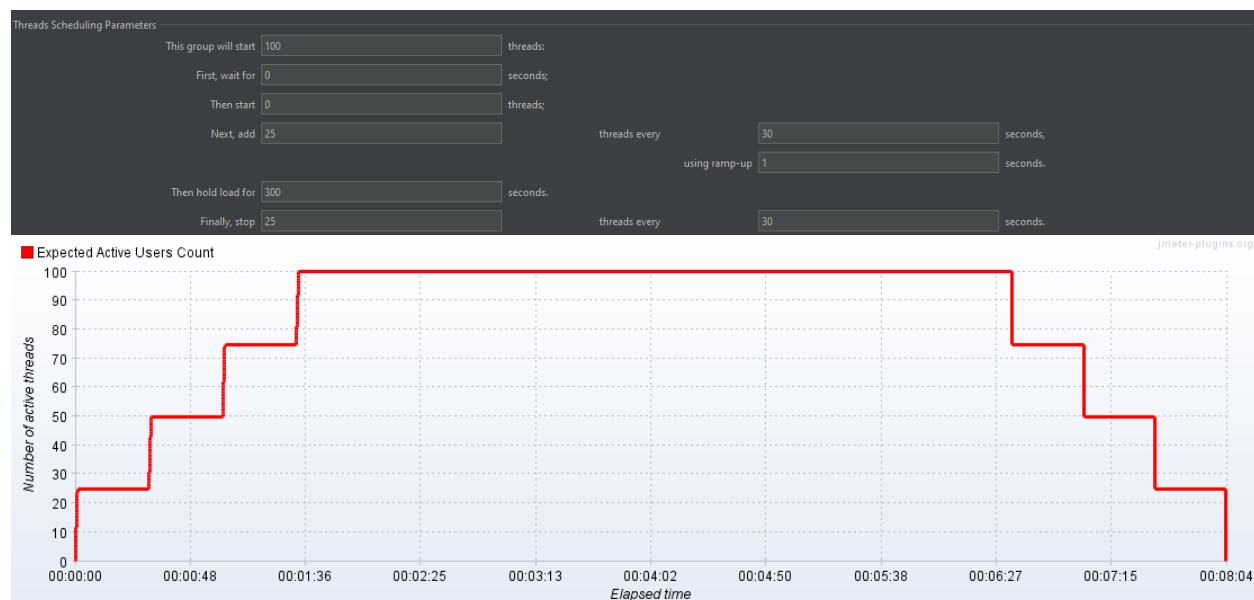 Threads Scheduling Parameters
This group will start 100 threads:
First, wait for 0 seconds;
Then start 0 threads;
Next, add 25 threads every 30 seconds,
using ramp-up 1 seconds.
Then hold load for 300 seconds.
Finally, stop 25 threads every 30 seconds.
jmeter-plugins.org
Expected Active Users Count
100
90
80
70
60
50
40
30
20
10
0
Number of active threads
00:00:00 00:00:48 00:01:36 00:02:25 00:03:13 00:04:02 00:04:50 00:05:38 00:06:27 00:07:15 00:08:04
Elapsed time